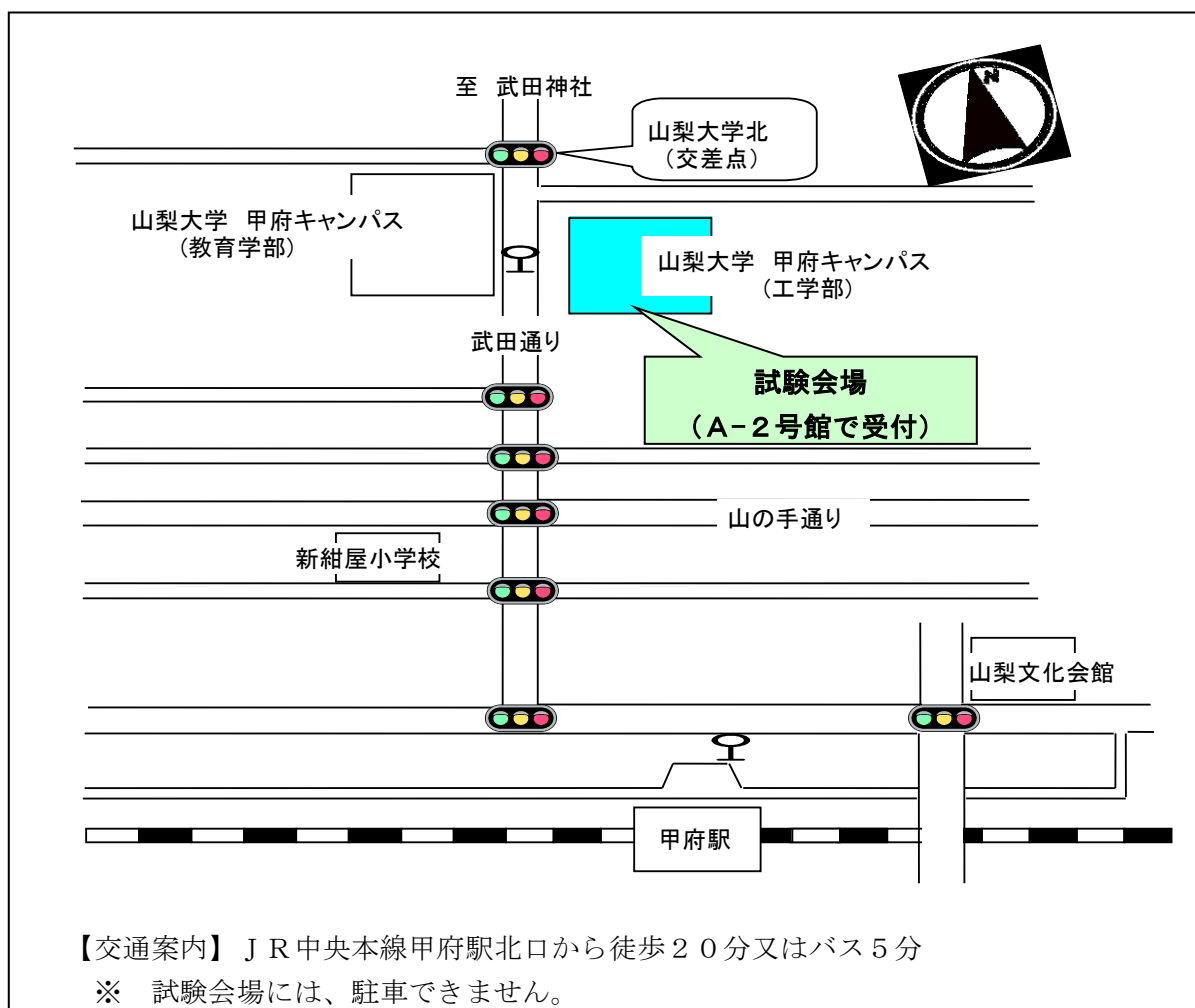 至 武田神社
山梨大学北
(交差点)
N
山梨大学 甲府キャンパス
(教育学部)
山梨大学 甲府キャンパス
(工学部)
武田通り
試験会場
(A-2号館で受付)
山の手通り
新紺屋小学校
山梨文化会館
甲府駅
【交通案内】ＪＲ中央本線甲府駅北口から徒歩２０分又はバス５分
※ 試験会場には、駐車できません。